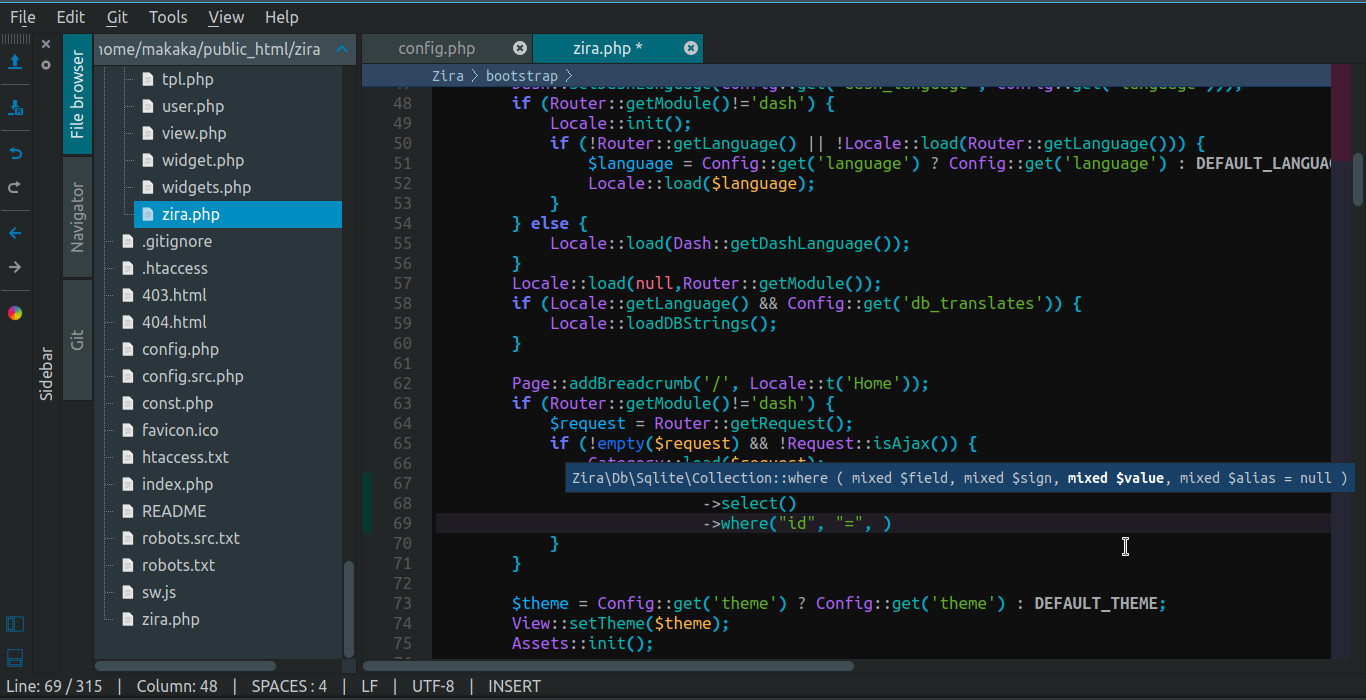 File Edit Git Tools View Help
home/makaka/public_html/zira
config.php
zira.php *
Zira > bootstrap >
File browser
Navigator
Git
Sidebar
tpl.php
user.php
view.php
widget.php
widgets.php
zira.php
.gitignore
.htaccess
403.html
404.html
config.php
config.src.php
const.php
favicon.ico
htaccess.txt
index.php
README
robots.src.txt
robots.txt
sw.js
zira.php
48 if (Router::getModule()!='dash') {
49 Locale::init();
50 if (!Router::getLanguage() || !Locale::load(Router::getLanguage())) {
51 $language = Config::get('language') ? Config::get('language') : DEFAULT_LANGUA
52 Locale::load($language);
53 }
54 } else {
55 Locale::load(Dash::getDashLanguage());
56 }
57 Locale::load(null,Router::getModule());
58 if (Locale::getLanguage() && Config::get('db_translates')) {
59 Locale::loadDBStrings();
60 }
61
62 Page::addBreadcrumb('/', Locale::t('Home'));
63 if (Router::getModule()!='dash') {
64 $request = Router::getRequest();
65 if (!empty($request) && !Request::isAjax()) {
66 Category::load($request);
Zira\Db\Sqlite\Collection::where ( mixed $field, mixed $sign, mixed $value, mixed $alias = null )
67
68 ->select()
69 ->where("id", "=", )
70 }
71 }
72
73 $theme = Config::get('theme') ? Config::get('theme') : DEFAULT_THEME;
74 View::setTheme($theme);
75 Assets::init();
Line: 69 / 315 | Column: 48 | SPACES : 4 | LF | UTF-8 | INSERT